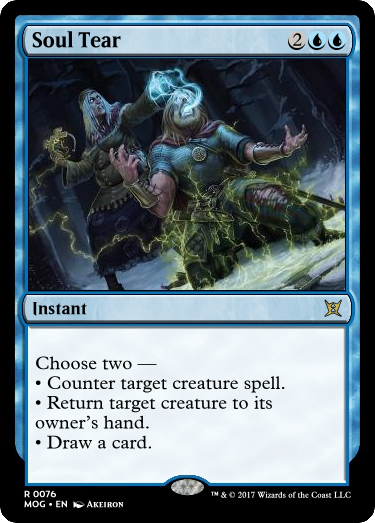 Soul Tear 2
Instant
Choose two —
• Counter target creature spell.
• Return target creature to its
owner's hand.
• Draw a card.
R 0076
MOG • EN AKEIRON
™ & © 2017 Wizards of the Coast LLC